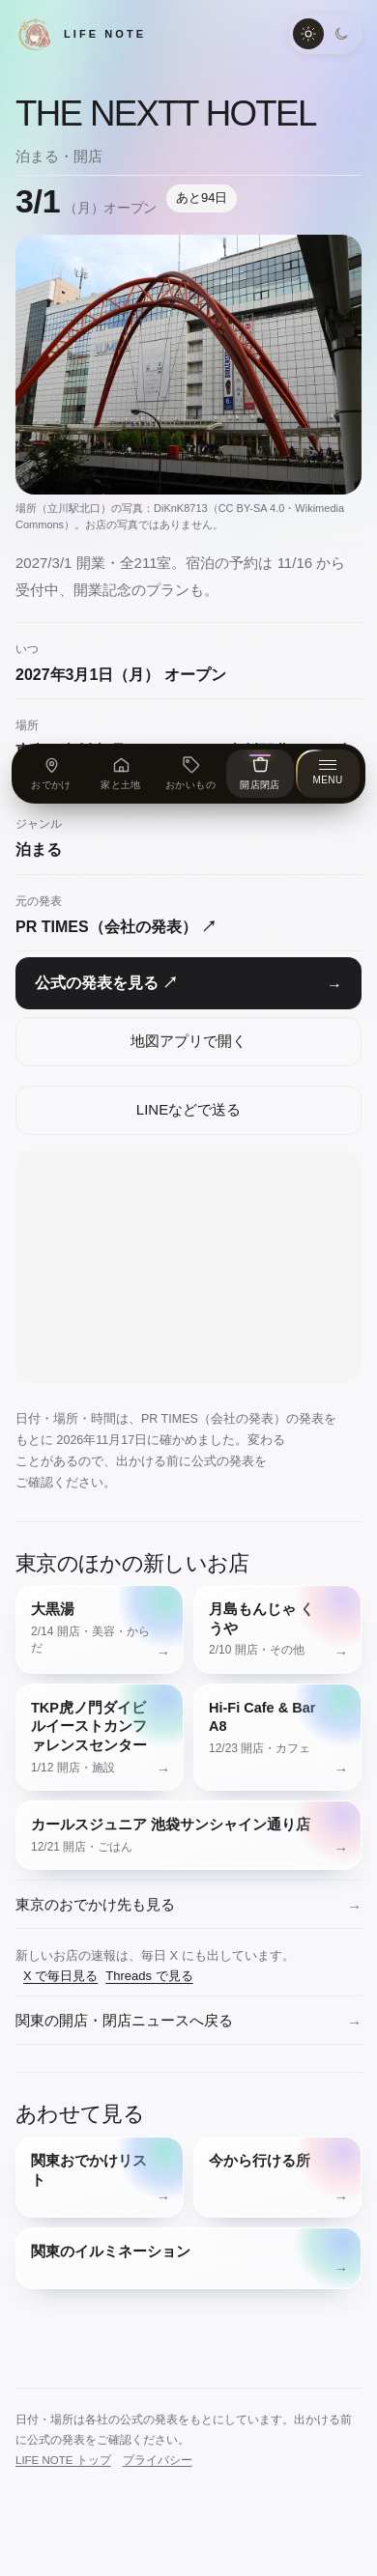 LIFE NOTE
THE NEXTT HOTEL
泊まる・開店
3/1（月）オープン あと94日
場所（立川駅北口）の写真：DiKnK8713（CC BY-SA 4.0・Wikimedia
Commons）。お店の写真ではありません。
2027/3/1 開業・全211室。宿泊の予約は 11/16 から
受付中、開業記念のプランも。
いつ
2027年3月1日（月） オープン
場所
おでかけ
家と土地
おかいもの
開店閉店
MENU
ジャンル
泊まる
元の発表
PR TIMES（会社の発表） ↗
公式の発表を見る ↗ →
地図アプリで開く
LINEなどで送る
日付・場所・時間は、PR TIMES（会社の発表）の発表を
もとに 2026年11月17日に確かめました。変わる
ことがあるので、出かける前に公式の発表を
ご確認ください。
東京のほかの新しいお店
大黒湯
2/14 開店・美容・から
だ →
月島もんじゃ く
うや
2/10 開店・その他 →
TKP虎ノ門ダイビ
ルイーストカンフ
ァレンスセンター
1/12 開店・施設 →
Hi-Fi Cafe & Bar
A8
12/23 開店・カフェ →
カールスジュニア 池袋サンシャイン通り店
12/21 開店・ごはん →
東京のおでかけ先も見る →
新しいお店の速報は、毎日 X にも出しています。
X で毎日見る Threads で見る
関東の開店・閉店ニュースへ戻る →
あわせて見る
関東おでかけリス
ト →
今から行ける所 →
関東のイルミネーション →
日付・場所は各社の公式の発表をもとにしています。出かける前
に公式の発表をご確認ください。
LIFE NOTE トップ プライバシー